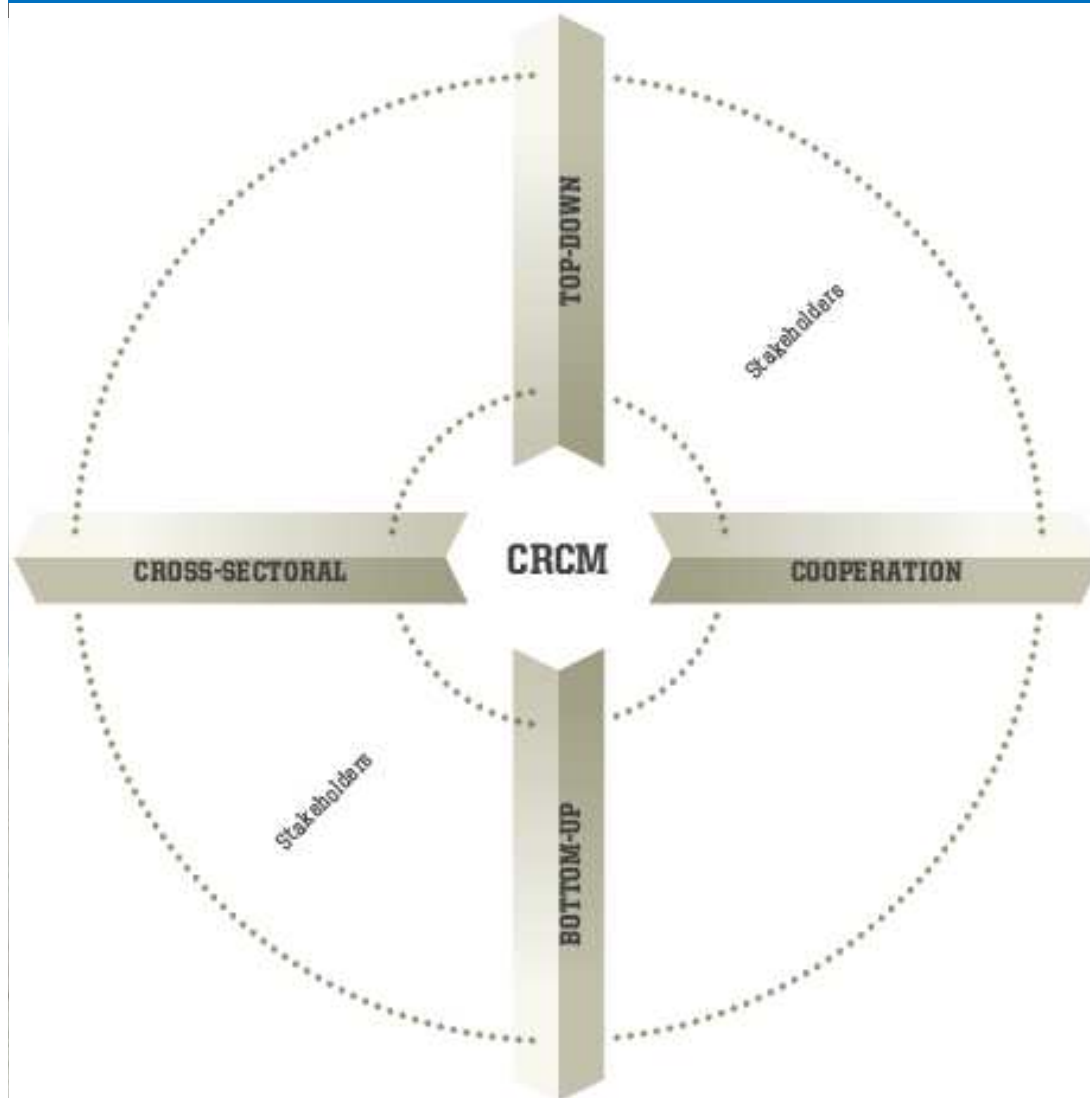 TOP-DOWN
Stakeholders
CROSS-SECTORAL
CRCM
COOPERATION
Stakeholders
BOTTOM-UP